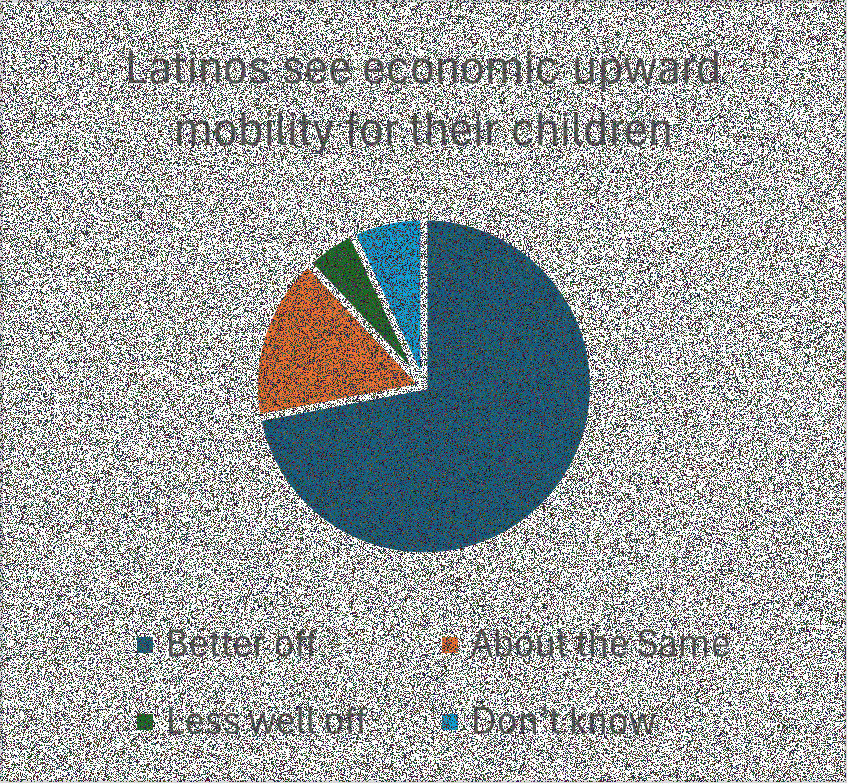 Latinos see economic upward
mobility for their children
Better off
About the Same
Less well off
Don't know